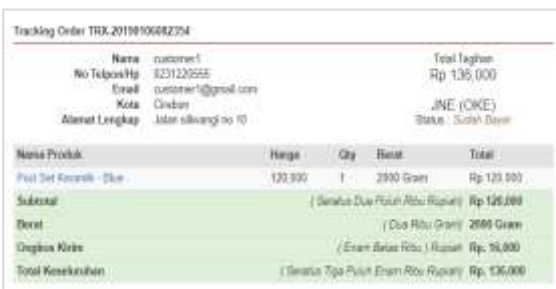 Tracking Order TRX-20190106082354
Nama customer1
No Telpon/Hp 0231220555
Email customer1@gmail.com
Kota Cirebon
Alamat Lengkap Jalan siliwangi no 10
Total Tagihan
Rp 136,000
JNE (OKE)
Status : Sudah Bayar
Nama Produk Harga Qty Berat Total
Set Keramik - Blue 120,000 1 2000 Gram Rp 120,000
Subtotal ( Seratus Dua Puluh Ribu Rupiah) Rp 120,000
Berat ( Dua Ribu Gram) 2000 Gram
Ongkos Kirim ( Enam Belas Ribu ) Rupiah Rp. 16,000
Total Keseluruhan ( Seratus Tiga Puluh Enam Ribu Rupiah) Rp. 136,000